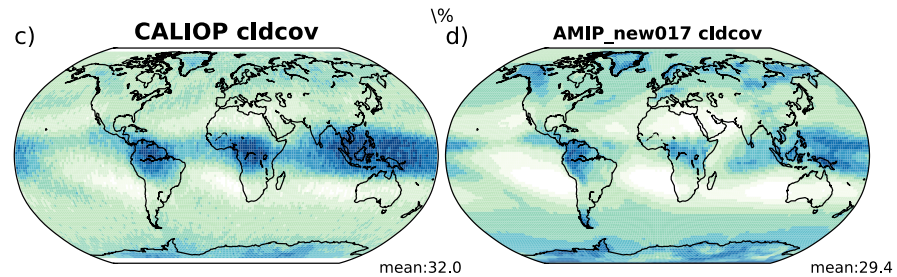 \%
c) CALIOP cldcov
d) AMIP_new017 cldcov
mean:32.0
mean:29.4